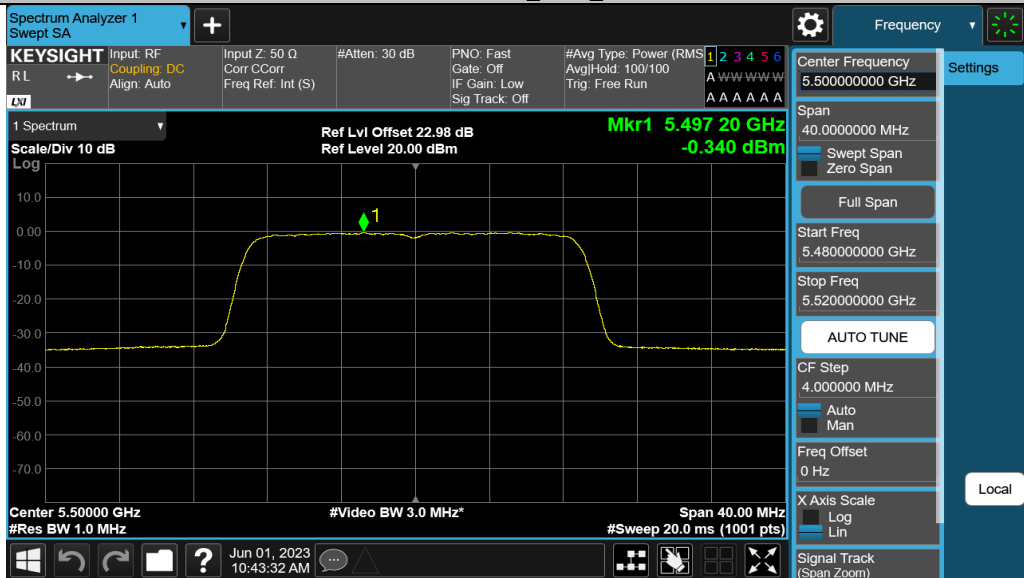 Spectrum Analyzer 1
Swept SA
+
Frequency
KEYSIGHT
RL
LXI
Input: RF
Coupling: DC
Align: Auto
Input Z: 50 Ω
Corr CCorr
Freq Ref: Int (S)
#Atten: 30 dB
PNO: Fast
Gate: Off
IF Gain: Low
Sig Track: Off
#Avg Type: Power (RMS
Avg|Hold: 100/100
Trig: Free Run
1 2 3 4 5 6
A W W W W W
A A A A A A
Center Frequency
5.500000000 GHz
Settings
Span
40.0000000 MHz
Swept Span
Zero Span
Full Span
Start Freq
5.480000000 GHz
Stop Freq
5.520000000 GHz
AUTO TUNE
CF Step
4.000000 MHz
Auto
Man
Freq Offset
0 Hz
X Axis Scale
Log
Lin
Signal Track
(Span Zoom)
Local
1 Spectrum
Scale/Div 10 dB
Log
Ref Lvl Offset 22.98 dB
Ref Level 20.00 dBm
Mkr1 5.497 20 GHz
-0.340 dBm
1
10.0
0.00
-10.0
-20.0
-30.0
-40.0
-50.0
-60.0
-70.0
Center 5.50000 GHz
#Res BW 1.0 MHz
#Video BW 3.0 MHz*
Span 40.00 MHz
#Sweep 20.0 ms (1001 pts)
?
Jun 01, 2023
10:43:32 AM